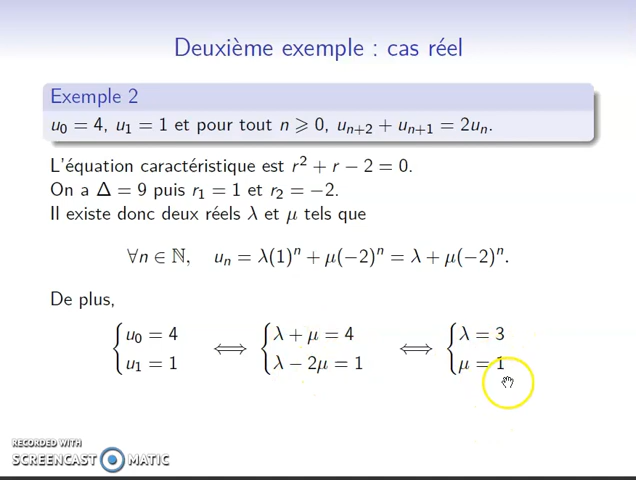 Deuxième exemple : cas réel
Exemple 2
u₀ = 4, u₁ = 1 et pour tout n ⩾ 0, uₙ₊₂ + uₙ₊₁ = 2uₙ.
L'équation caractéristique est r² + r − 2 = 0.
On a Δ = 9 puis r₁ = 1 et r₂ = −2.
Il existe donc deux réels λ et μ tels que
∀n ∈ ℕ, uₙ = λ(1)ⁿ + μ(−2)ⁿ = λ + μ(−2)ⁿ.
De plus,
{ u₀ = 4 ⟺ { λ + μ = 4 ⟺ { λ = 3
u₁ = 1 λ − 2μ = 1 μ = 1
RECORDED WITH
SCREENCAST MATIC